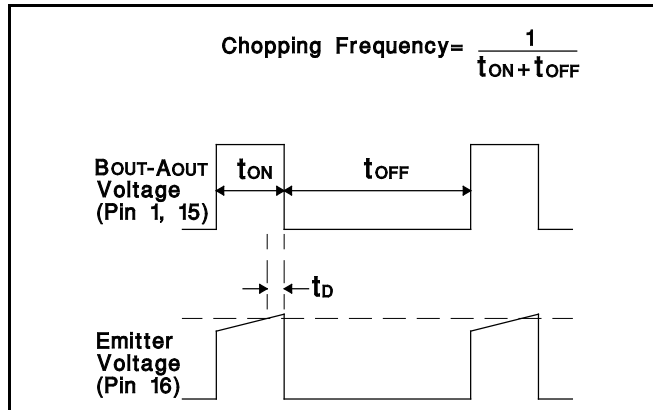 Chopping Frequency= 1
tON+tOFF
BOUT-AOUT
Voltage
(Pin 1, 15)
tON
tOFF
tD
Emitter
Voltage
(Pin 16)